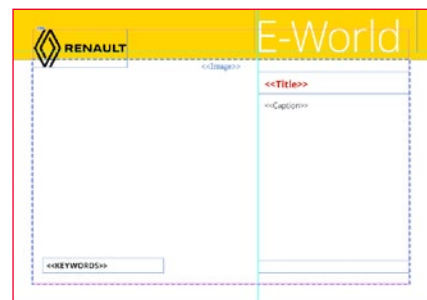 RENAULT
E-World
<<Image>>
<<Title>>
<<Caption>>
<<KEYWORDS>>